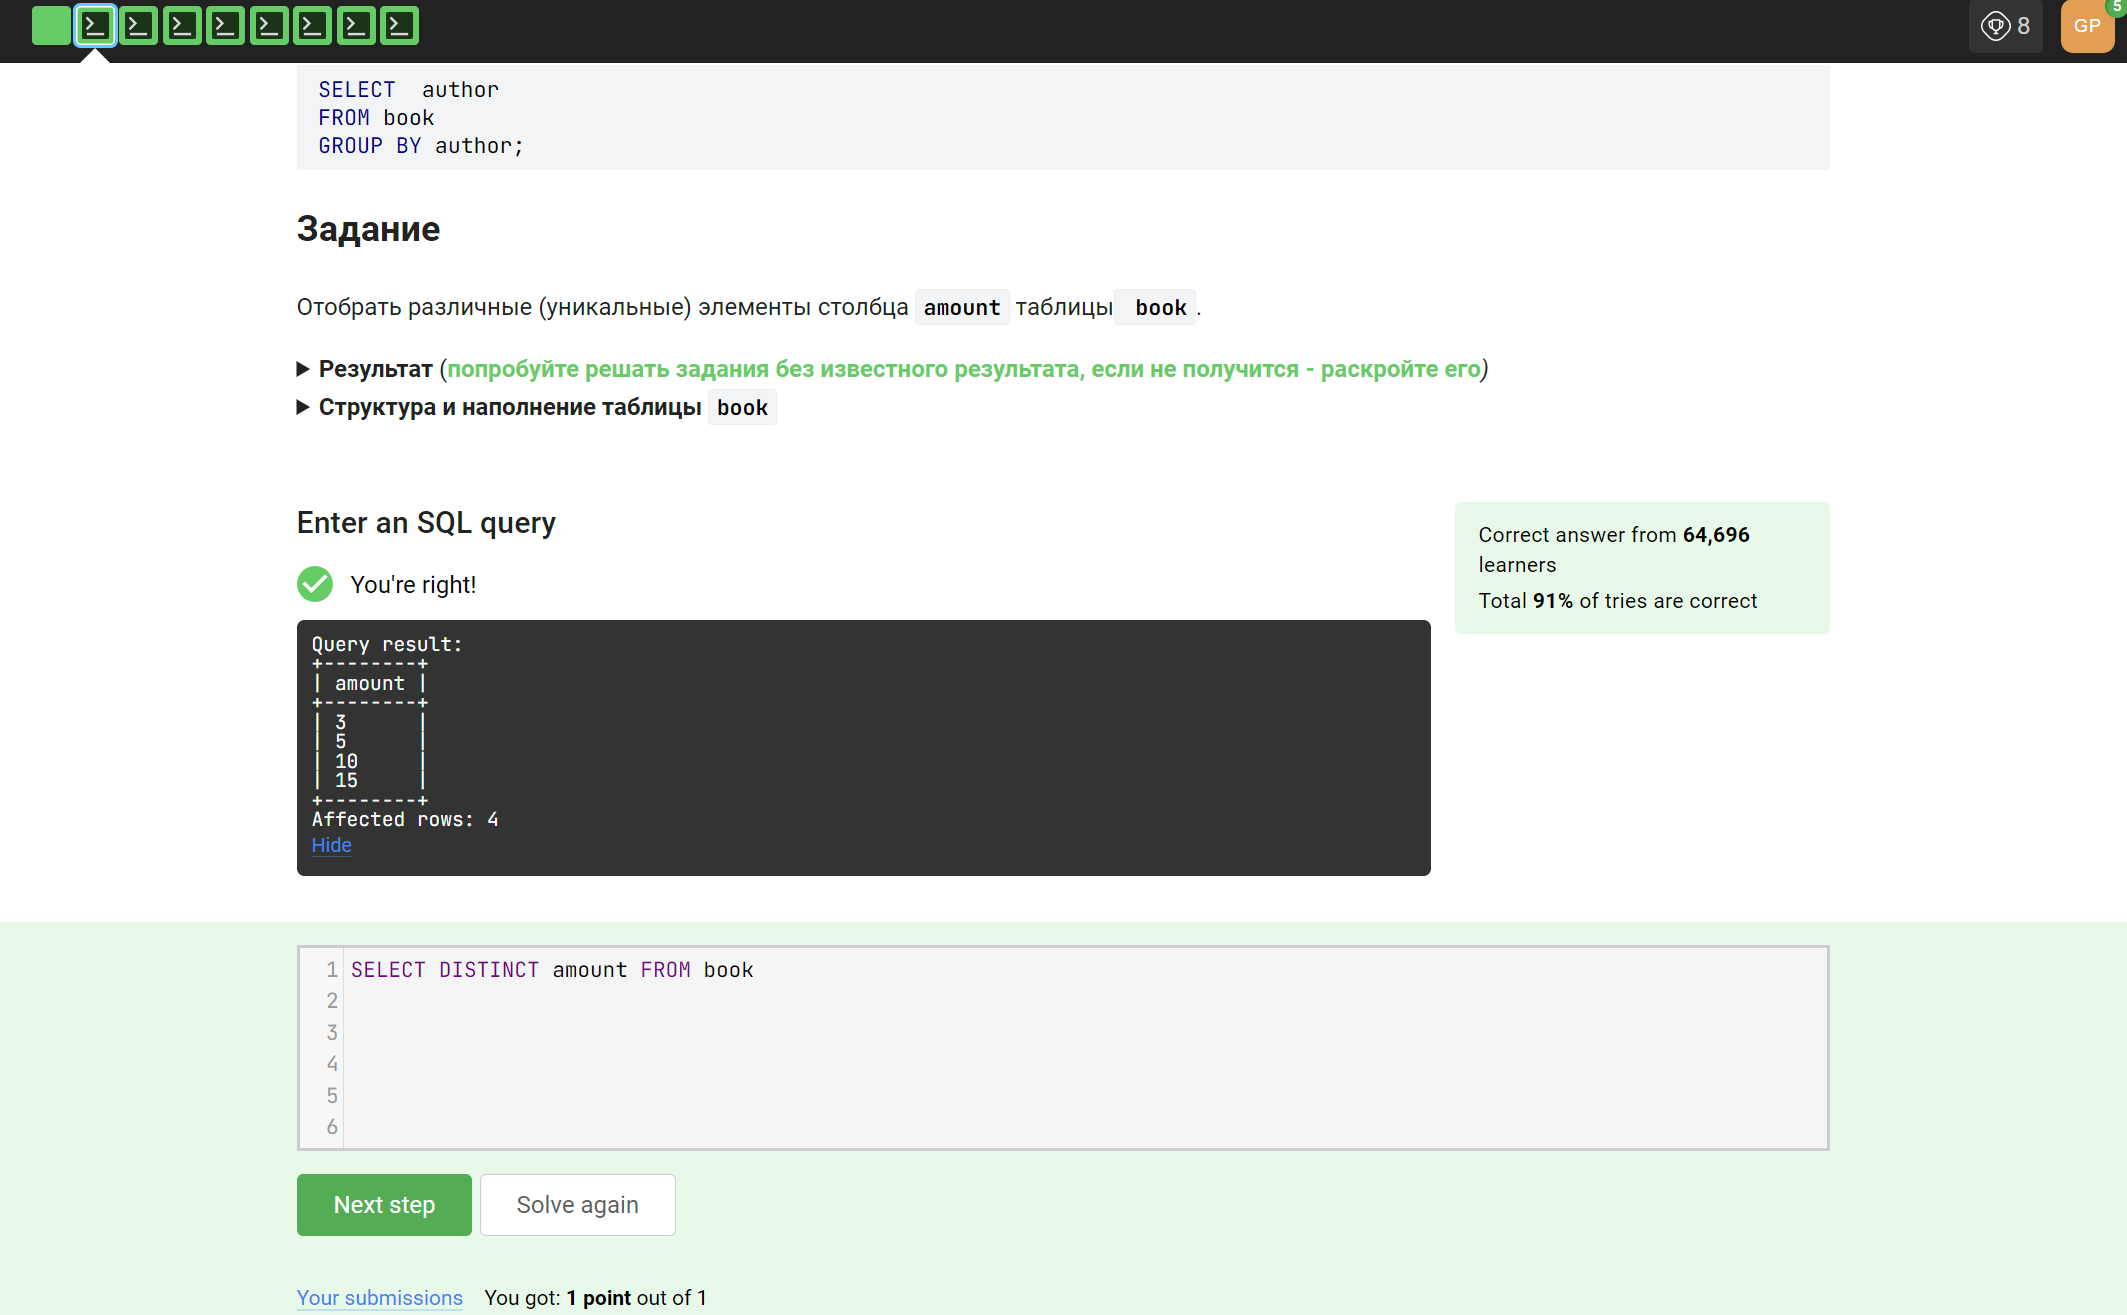 8
GP
5
SELECT  author
FROM book
GROUP BY author;
Задание
Отобрать различные (уникальные) элементы столбца amount таблицы book.
Результат (попробуйте решать задания без известного результата, если не получится - раскройте его)
Структура и наполнение таблицы book
Enter an SQL query
Correct answer from 64,696
learners
Total 91% of tries are correct
You're right!
Query result:
+--------+
| amount |
+--------+
| 3      |
| 5      |
| 10     |
| 15     |
+--------+
Affected rows: 4
Hide
1 SELECT DISTINCT amount FROM book
2
3
4
5
6
Next step
Solve again
Your submissions You got: 1 point out of 1